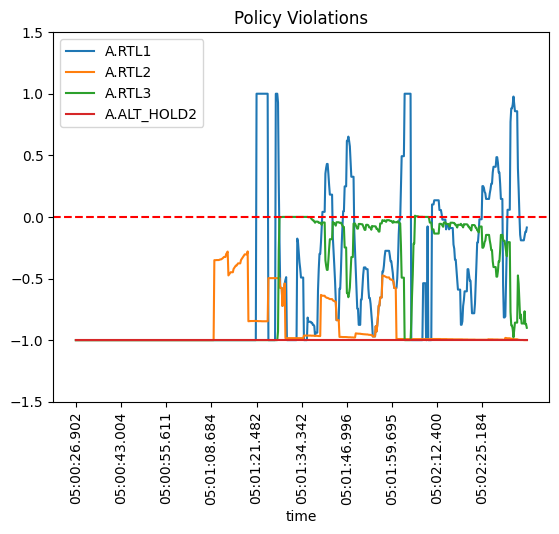 Policy Violations
A.RTL1
A.RTL2
A.RTL3
A.ALT_HOLD2
1.5
1.0
0.5
0.0
−0.5
−1.0
−1.5
05:00:26.902
05:00:43.004
05:00:55.611
05:01:08.684
05:01:21.482
05:01:34.342
05:01:46.996
05:01:59.695
05:02:12.400
05:02:25.184
time